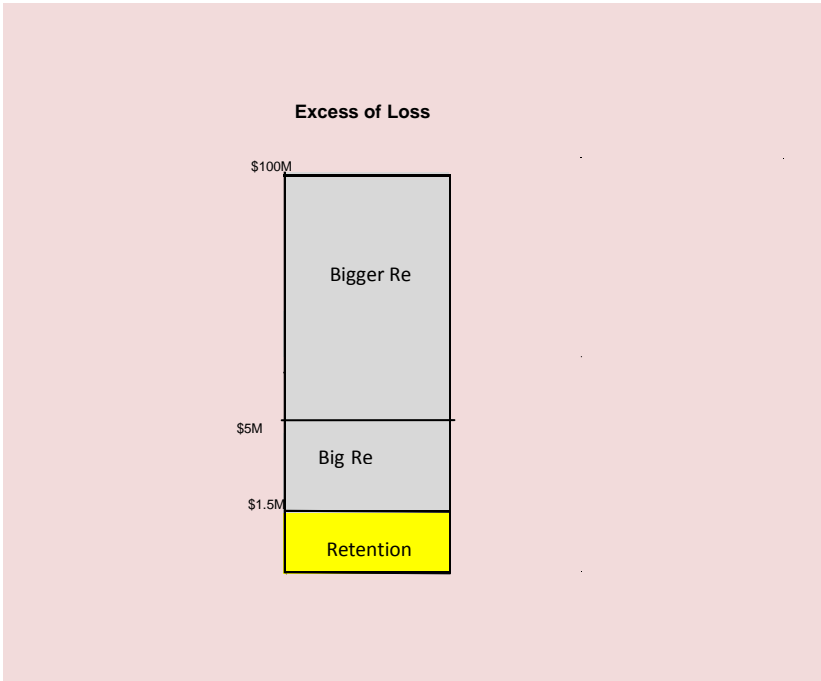 Excess of Loss
$100M
Bigger Re
$5M
Big Re
$1.5M
Retention